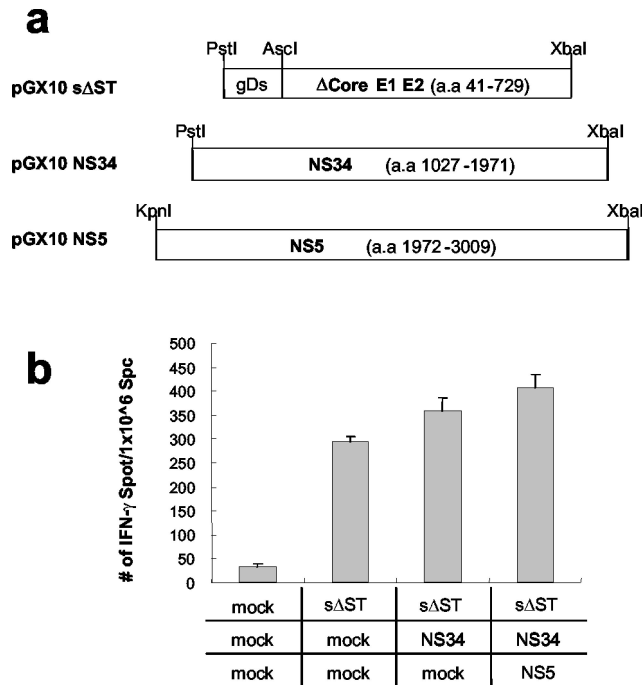 a
PstI AscI XbaI
pGX10 sΔST gDs ΔCore E1 E2 (a.a 41-729)
PstI XbaI
pGX10 NS34 NS34 (a.a 1027-1971)
KpnI XbaI
pGX10 NS5 NS5 (a.a 1972-3009)
b
# of IFN-γ Spot/1x10^6 Spc
500
450
400
350
300
250
200
150
100
50
0
mock sΔST sΔST sΔST
mock mock NS34 NS34
mock mock mock NS5